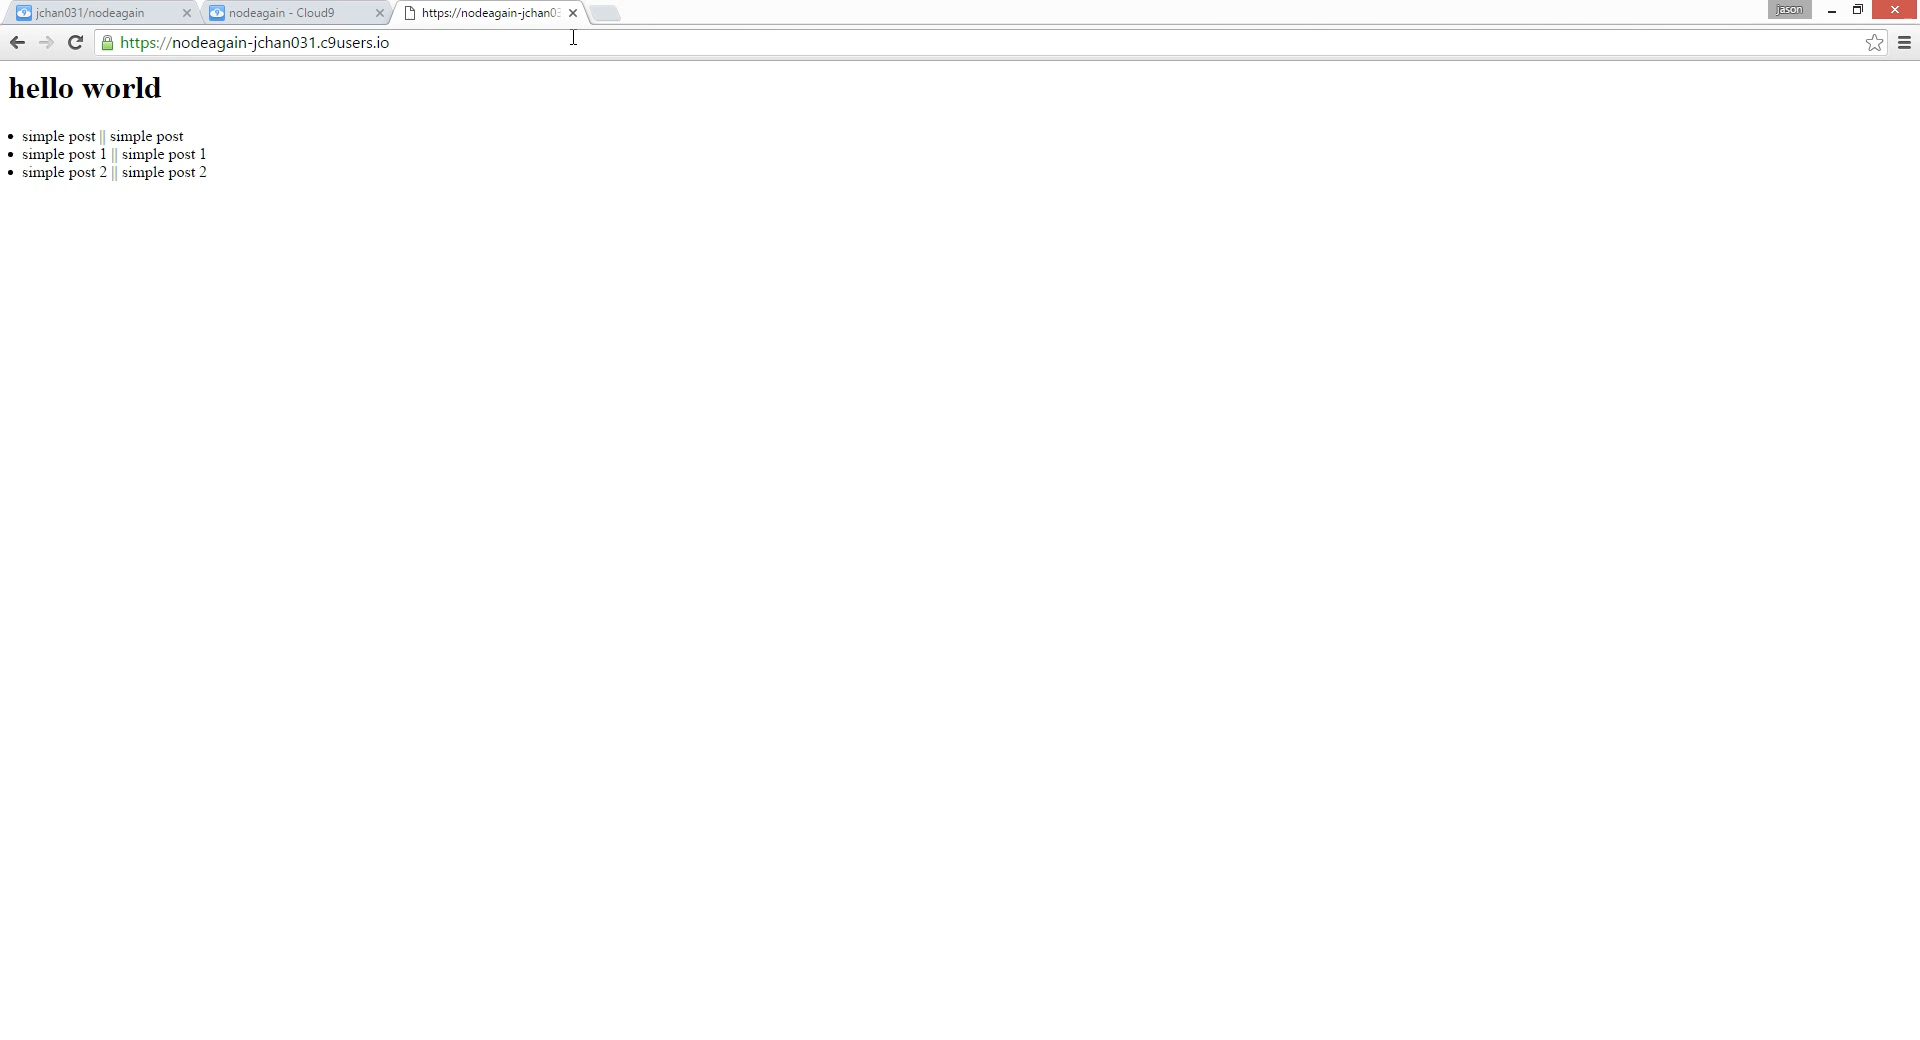 jchan031/nodeagain
nodeagain - Cloud9
https://nodeagain-jchan03
jason
https://nodeagain-jchan031.c9users.io
hello world
simple post || simple post
simple post 1 || simple post 1
simple post 2 || simple post 2